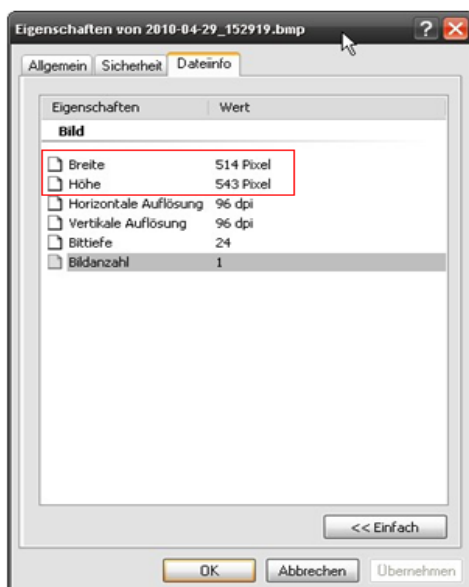 Eigenschaften von 2010-04-29_152919.bmp
Allgemein Sicherheit Dateiinfo
Eigenschaften Wert
Bild
Breite 514 Pixel
Höhe 543 Pixel
Horizontale Auflösung 96 dpi
Vertikale Auflösung 96 dpi
Bittiefe 24
Bildanzahl 1
<< Einfach
OK Abbrechen Übernehmen